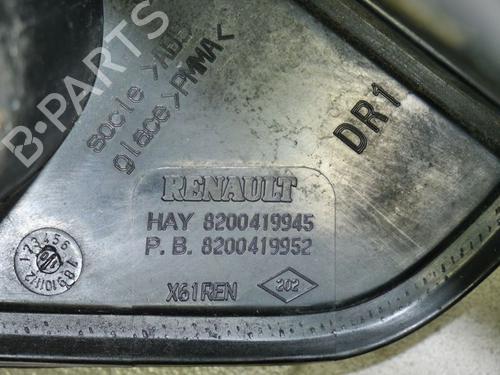 B-PARTS
socle >ABS
glace >PMMA<
DR1
RENAULT
HAY 8200419945
P. B. 8200419952
X61REN
202